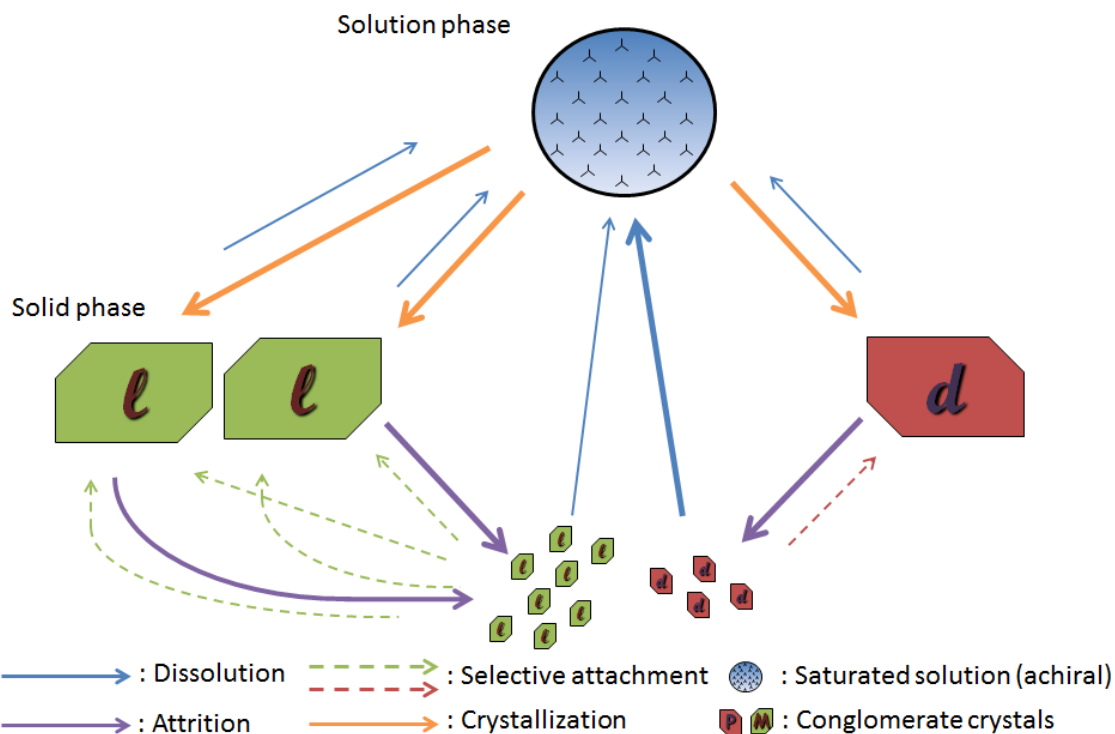 Solution phase
Solid phase
ℓ
ℓ
d
ℓ
ℓ
ℓ
ℓ
ℓ
ℓ
ℓ
ℓ
d
d
d
d
: Dissolution
: Selective attachment
: Saturated solution (achiral)
: Attrition
: Crystallization
P M : Conglomerate crystals